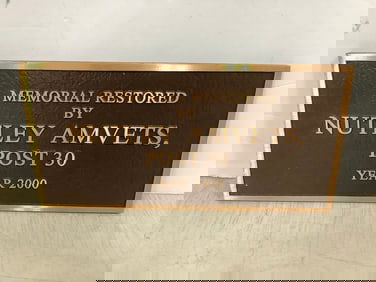 MEMORIAL RESTORED
BY
NUTLEY AMVETS,
POST 30
YEAR 2000